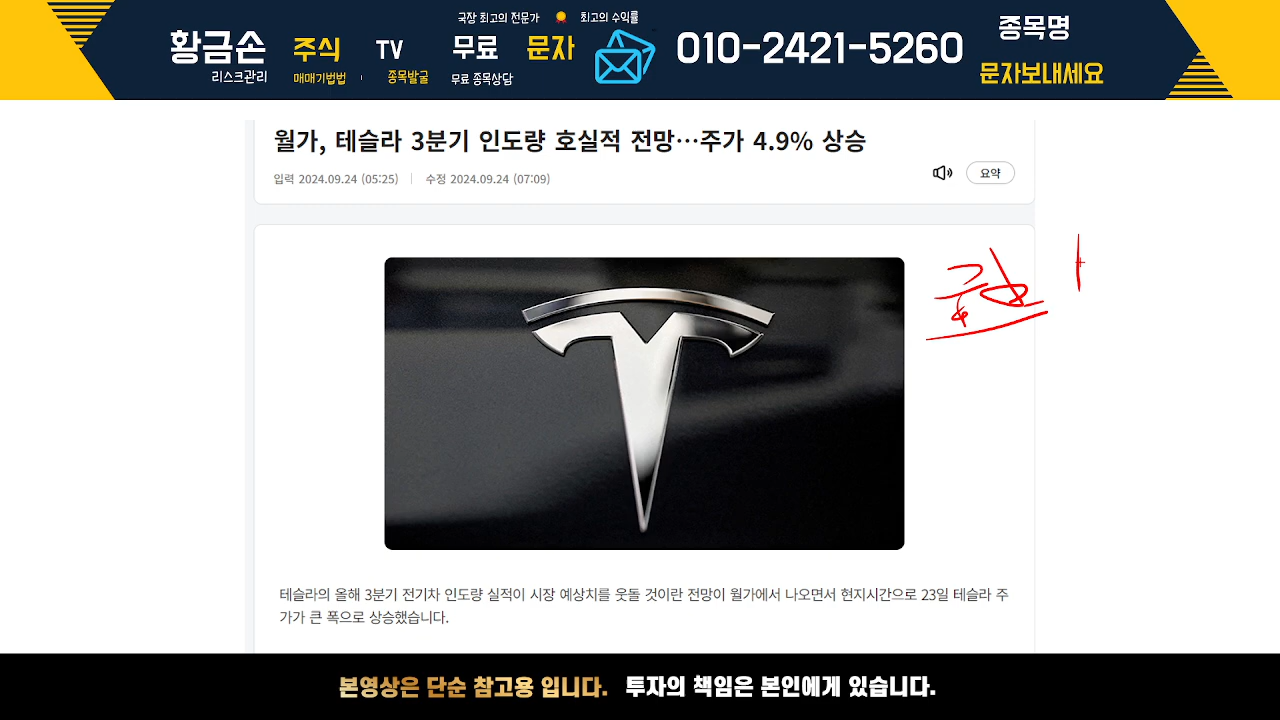 국장 최고의 전문가 최고의 수익률
황금손 주식 TV 무료 문자 010-2421-5260 종목명
리스크관리 매매기법법 종목발굴 무료 종목상담 문자보내세요
월가, 테슬라 3분기 인도량 호실적 전망…주가 4.9% 상승
입력 2024.09.24 (05:25) | 수정 2024.09.24 (07:09)
요약
테슬라의 올해 3분기 전기차 인도량 실적이 시장 예상치를 웃돌 것이란 전망이 월가에서 나오면서 현지시간으로 23일 테슬라 주
가가 큰 폭으로 상승했습니다.
본영상은 단순 참고용 입니다. 투자의 책임은 본인에게 있습니다.